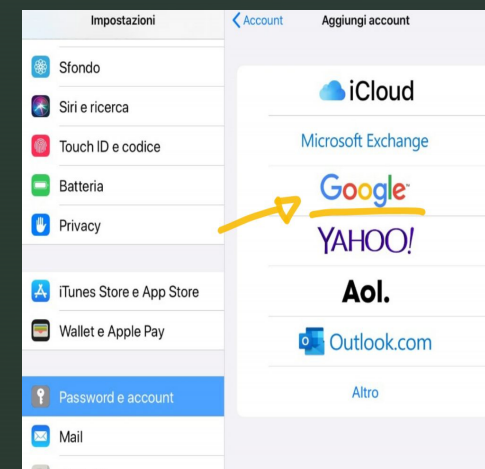 Impostazioni
Sfondo
Siri e ricerca
Touch ID e codice
Batteria
Privacy
iTunes Store e App Store
Wallet e Apple Pay
Password e account
Mail
Account
Aggiungi account
iCloud
Microsoft Exchange
Google
YAHOO!
Aol.
Outlook.com
Altro